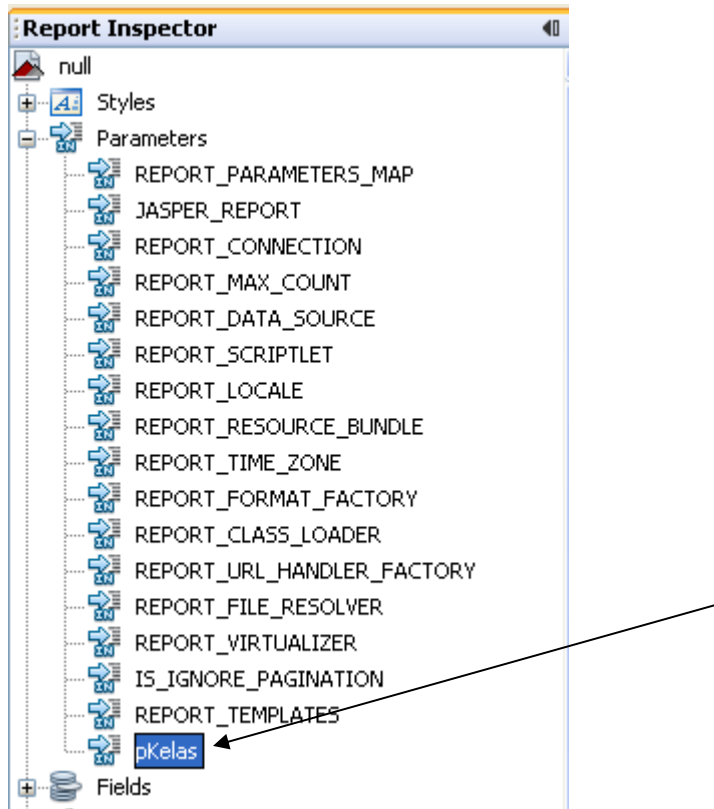 Report Inspector
null
Styles
Parameters
REPORT_PARAMETERS_MAP
JASPER_REPORT
REPORT_CONNECTION
REPORT_MAX_COUNT
REPORT_DATA_SOURCE
REPORT_SCRIPTLET
REPORT_LOCALE
REPORT_RESOURCE_BUNDLE
REPORT_TIME_ZONE
REPORT_FORMAT_FACTORY
REPORT_CLASS_LOADER
REPORT_URL_HANDLER_FACTORY
REPORT_FILE_RESOLVER
REPORT_VIRTUALIZER
IS_IGNORE_PAGINATION
REPORT_TEMPLATES
pKelas
Fields